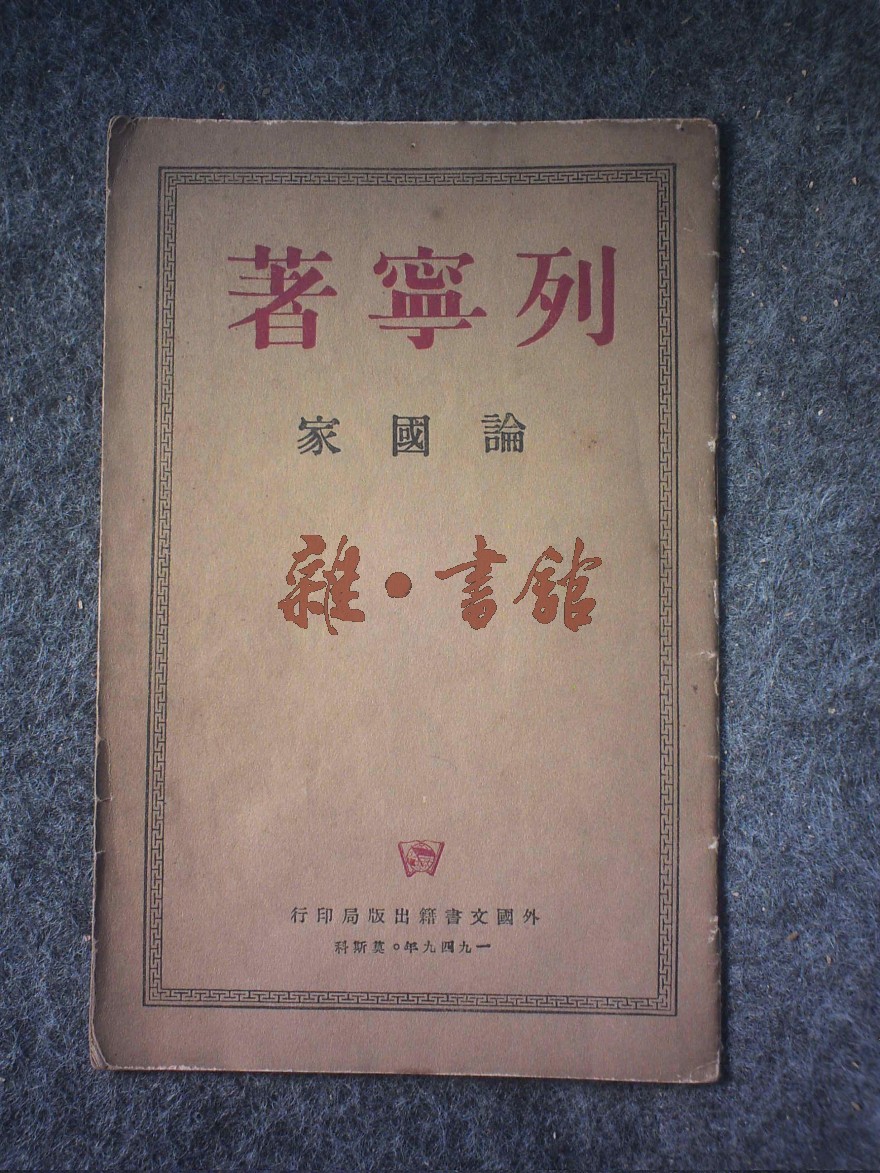 列寧著
論國家
雜·書館
外國文書籍出版局印行
一九四九年。莫斯科